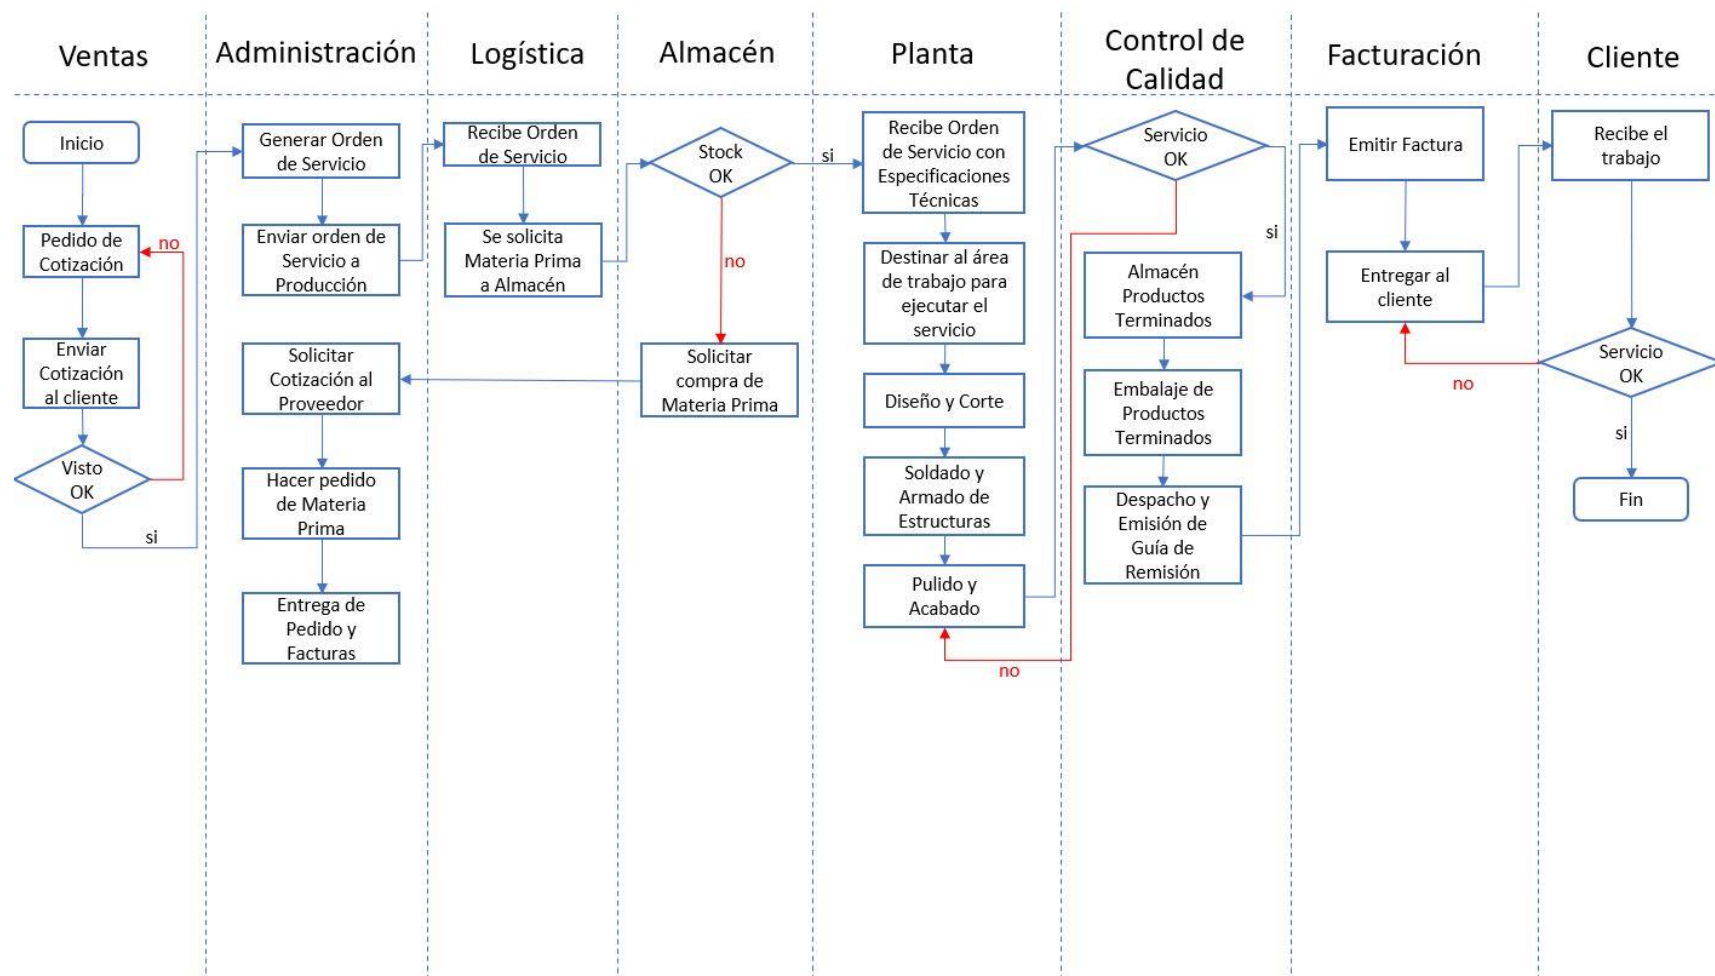 Ventas
Administración
Logística
Almacén
Planta
Control de
Calidad
Facturación
Cliente
Inicio
Pedido de
Cotización
no
Enviar
Cotización
al cliente
Visto
OK
si
Generar Orden
de Servicio
Enviar orden de
Servicio a
Producción
Solicitar
Cotización al
Proveedor
Hacer pedido
de Materia
Prima
Entrega de
Pedido y
Facturas
Recibe Orden
de Servicio
Se solicita
Materia Prima
a Almacén
Stock
OK
si
no
Solicitar
compra de
Materia Prima
Recibe Orden
de Servicio con
Especificaciones
Técnicas
Destinar al área
de trabajo para
ejecutar el
servicio
Diseño y Corte
Soldado y
Armado de
Estructuras
Pulido y
Acabado
no
Servicio
OK
si
Almacén
Productos
Terminados
Embalaje de
Productos
Terminados
Despacho y
Emisión de
Guía de
Remisión
Emitir Factura
Entregar al
cliente
no
Recibe el
trabajo
Servicio
OK
si
Fin